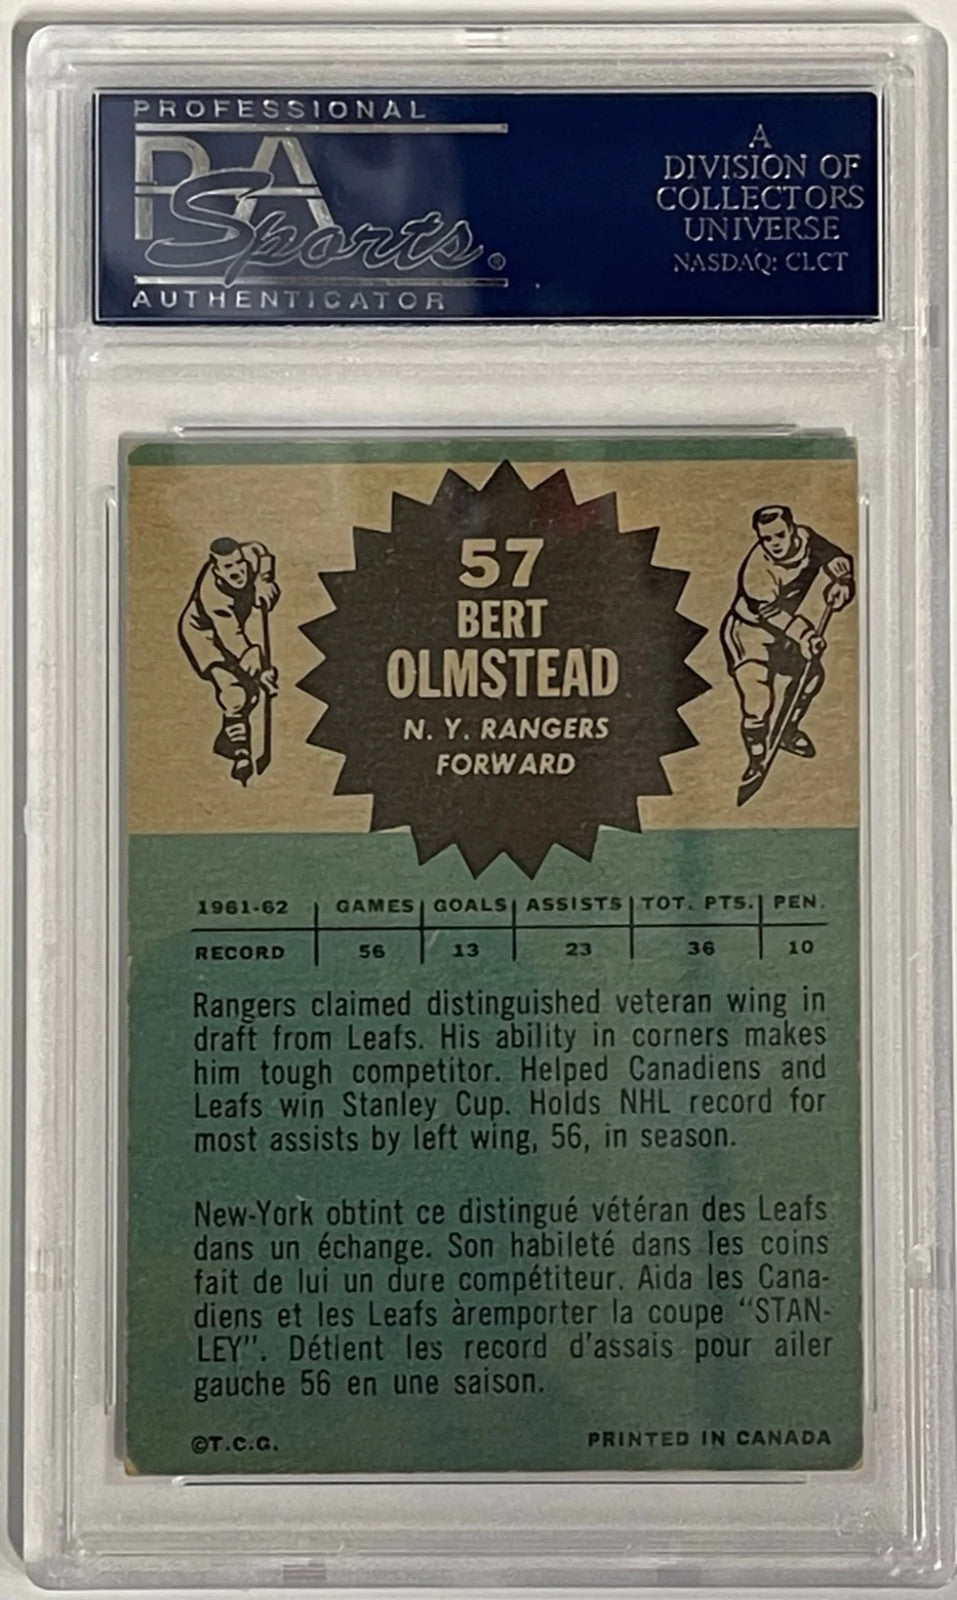 PROFESSIONAL
PSA
Sports®
AUTHENTICATOR
A
DIVISION OF
COLLECTORS
UNIVERSE
NASDAQ: CLCT
57
BERT
OLMSTEAD
N. Y. RANGERS
FORWARD
1961-62 GAMES GOALS ASSISTS TOT. PTS. PEN.
RECORD 56 13 23 36 10
Rangers claimed distinguished veteran wing in
draft from Leafs. His ability in corners makes
him tough competitor. Helped Canadiens and
Leafs win Stanley Cup. Holds NHL record for
most assists by left wing, 56, in season.
New-York obtint ce distingué vétéran des Leafs
dans un échange. Son habileté dans les coins
fait de lui un dure compétiteur. Aida les Cana-
diens et les Leafs àremporter la coupe "STAN-
LEY". Détient les record d'assais pour ailer
gauche 56 en une saison.
©T.C.G. PRINTED IN CANADA